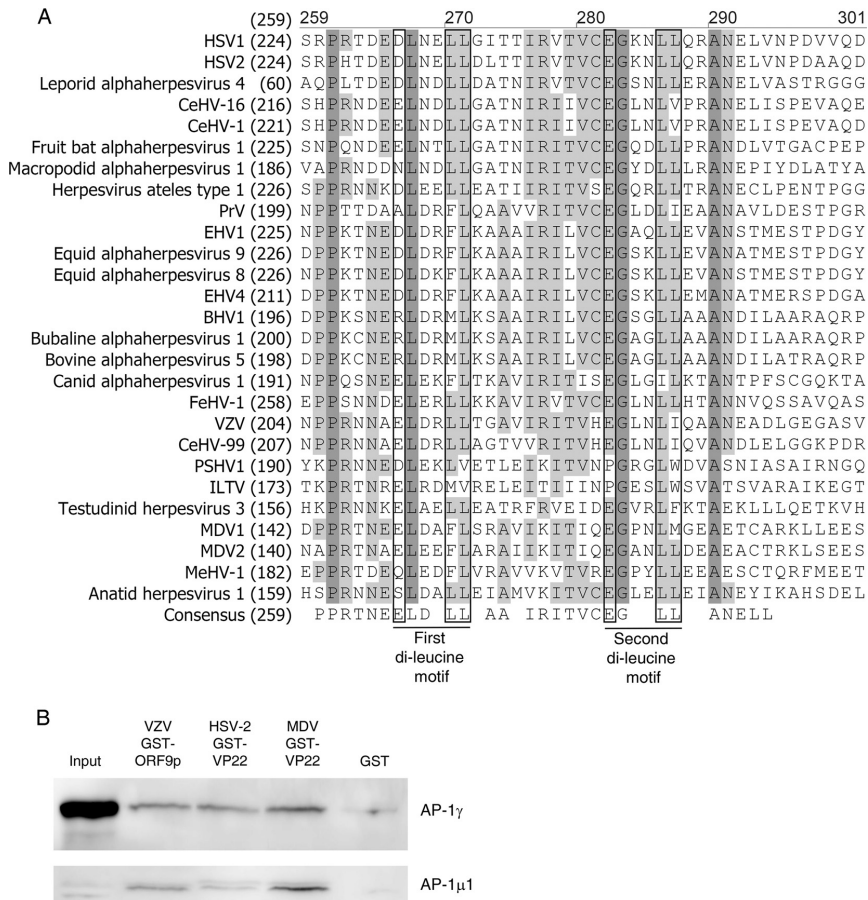 A
(259) 259 270 280 290 301
HSV1 (224) SRPRTDEDLNELLGITTIRVTVCEGKNLLQRANELVNPDVVQD
HSV2 (224) SRPHTDEDLNELLDLTTIRVTVCEGKNLLQRANELVNPDAAQD
Leporid alphaherpesvirus 4 (60) AQPLTDEDLNDLLDATNIRVTVCEGSNLLERANELVASTRGGG
CeHV-16 (216) SHPRNDEELNDLLGATNIRIIVCEGLNLVPRANELISPEVAQE
CeHV-1 (221) SHPRNDEELNDLLGATNIRIIVCEGLNLVPRANELISPEVAQD
Fruit bat alphaherpesvirus 1 (225) SNPQNDEELNTLLGATNIRITVCEGQDLLPRANDLVTGACPEP
Macropodid alphaherpesvirus 1 (186) VAPRNDDNLNDLLGATNIRITVCEGYDLLLRANEPIYDLATYA
Herpesvirus ateles type 1 (226) SPPRNNKDLEELLEATIIRITVSEGQRLLTRANECLPENTPGG
PrV (199) NPPTTDAALDRFLQAAVVRITVCEGLDLIEAANAVLDESTPGR
EHV1 (225) NPPKTNEDLDRFLKAAAIRILVCEGAQLLEVANSTMESTPDGY
Equid alphaherpesvirus 9 (226) DPPKTNEDLDRFLKAAAIRILVCEGSKLLEVANSTMESTPDGY
Equid alphaherpesvirus 8 (226) NPPKTNEDLDKFLKAAAIRILVCEGSKLLEVANSTMESTPDGY
EHV4 (211) DPPKTNEDLDRFLKAAAIRILVCEGSKLLEMANATMERSPDGA
BHV1 (196) DPPKSNERLDRMLKSAAIRILVCEGSGLLAAANDILAARAQRP
Bubaline alphaherpesvirus 1 (200) DPPKCNERLDRMLKSAAIRILVCEGAGLLAAANDILAARAQRP
Bovine alphaherpesvirus 5 (198) DPPKCNERLDRMLKSAAIRILVCEGAGLLAAANDILATRAQRP
Canid alphaherpesvirus 1 (191) NPPQSNEELEKFLTKAVIRITISEGLGILKTANTPFSCGQKTA
FeHV-1 (258) EPPSNNDELERLLKKAVIRVTVCEGLNLLHTANNVQSSAVQAS
VZV (204) NPPRNNAELDRLLTGAVIRITVHEGLNLIQAANEADLGEGASV
CeHV-99 (207) NPPRNNAELDRLLAGTVVRITVHEGLNLIQVANDLELGGKPDR
PSHV1 (190) YKPRNNEDLEKLVETLEIKITVNPGRGLWDVASNIASAIRNGQ
ILTV (173) TKPRTNRELRDMVRELEITITINPGESLWSVATSVARAIKEGT
Testudinid herpesvirus 3 (156) HKPRNNKELAELLEATRFRVEIDEGVRLFKTAEKLLLQETKVH
MDV1 (142) DPPRTNEELDAFLSRAVIKITIQEGPNLMGEAETCARKLLEES
MDV2 (140) NAPRTNAELEEFLARAIIKITIQEGANLLDEAEACTRKLSEES
MeHV-1 (182) EPPRTDEQLEDFLVRAVVKVTVREGPYLLEEAESCTQRFMEET
Anatid herpesvirus 1 (159) HSPRNNESLDALLEIAMVKITVCEGLELLEIANEYIKAHSDEL
Consensus (259) PPRTNEELD LL AA IRITVCEG LL ANELL
First di-leucine motif
Second di-leucine motif
B
Input
VZV GST-ORF9p
HSV-2 GST-VP22
MDV GST-VP22
GST
AP-1γ
AP-1µ1